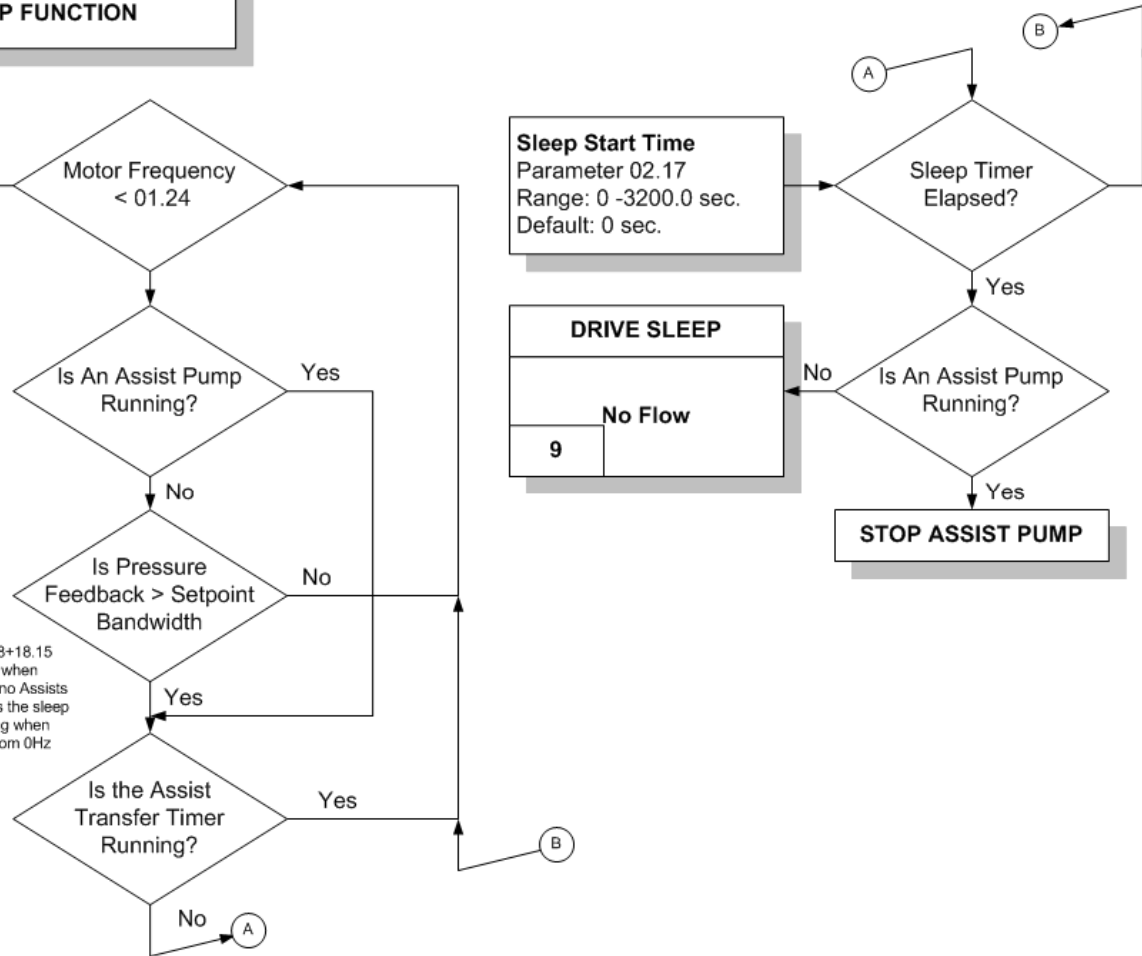 P FUNCTION
B
A
Motor Frequency
< 01.24
Sleep Start Time
Parameter 02.17
Range: 0 -3200.0 sec.
Default: 0 sec.
Sleep Timer
Elapsed?
Yes
Is An Assist Pump
Running?
Yes
DRIVE SLEEP
No Flow
9
No
Is An Assist Pump
Running?
No
Yes
STOP ASSIST PUMP
Is Pressure
Feedback > Setpoint
Bandwidth
No
+18.15
when
no Assists
the sleep
when
0Hz
Yes
Is the Assist
Transfer Timer
Running?
Yes
B
No
A